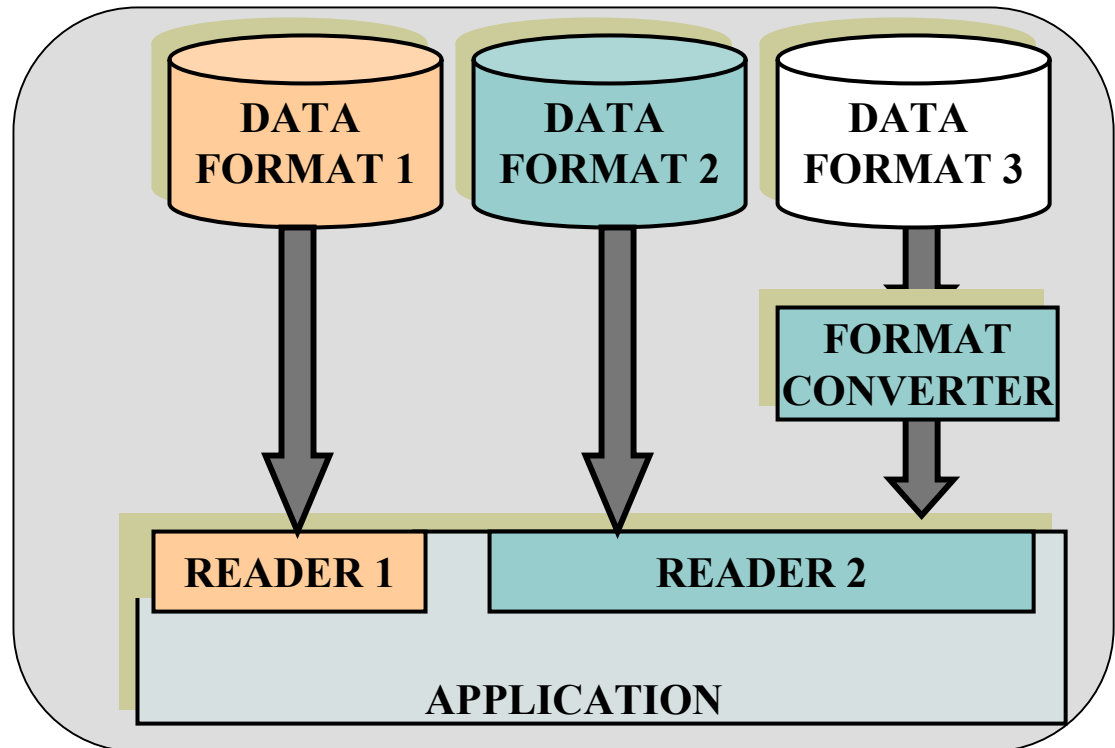 DATA
FORMAT 1
DATA
FORMAT 2
DATA
FORMAT 3
FORMAT
CONVERTER
READER 1
READER 2
APPLICATION